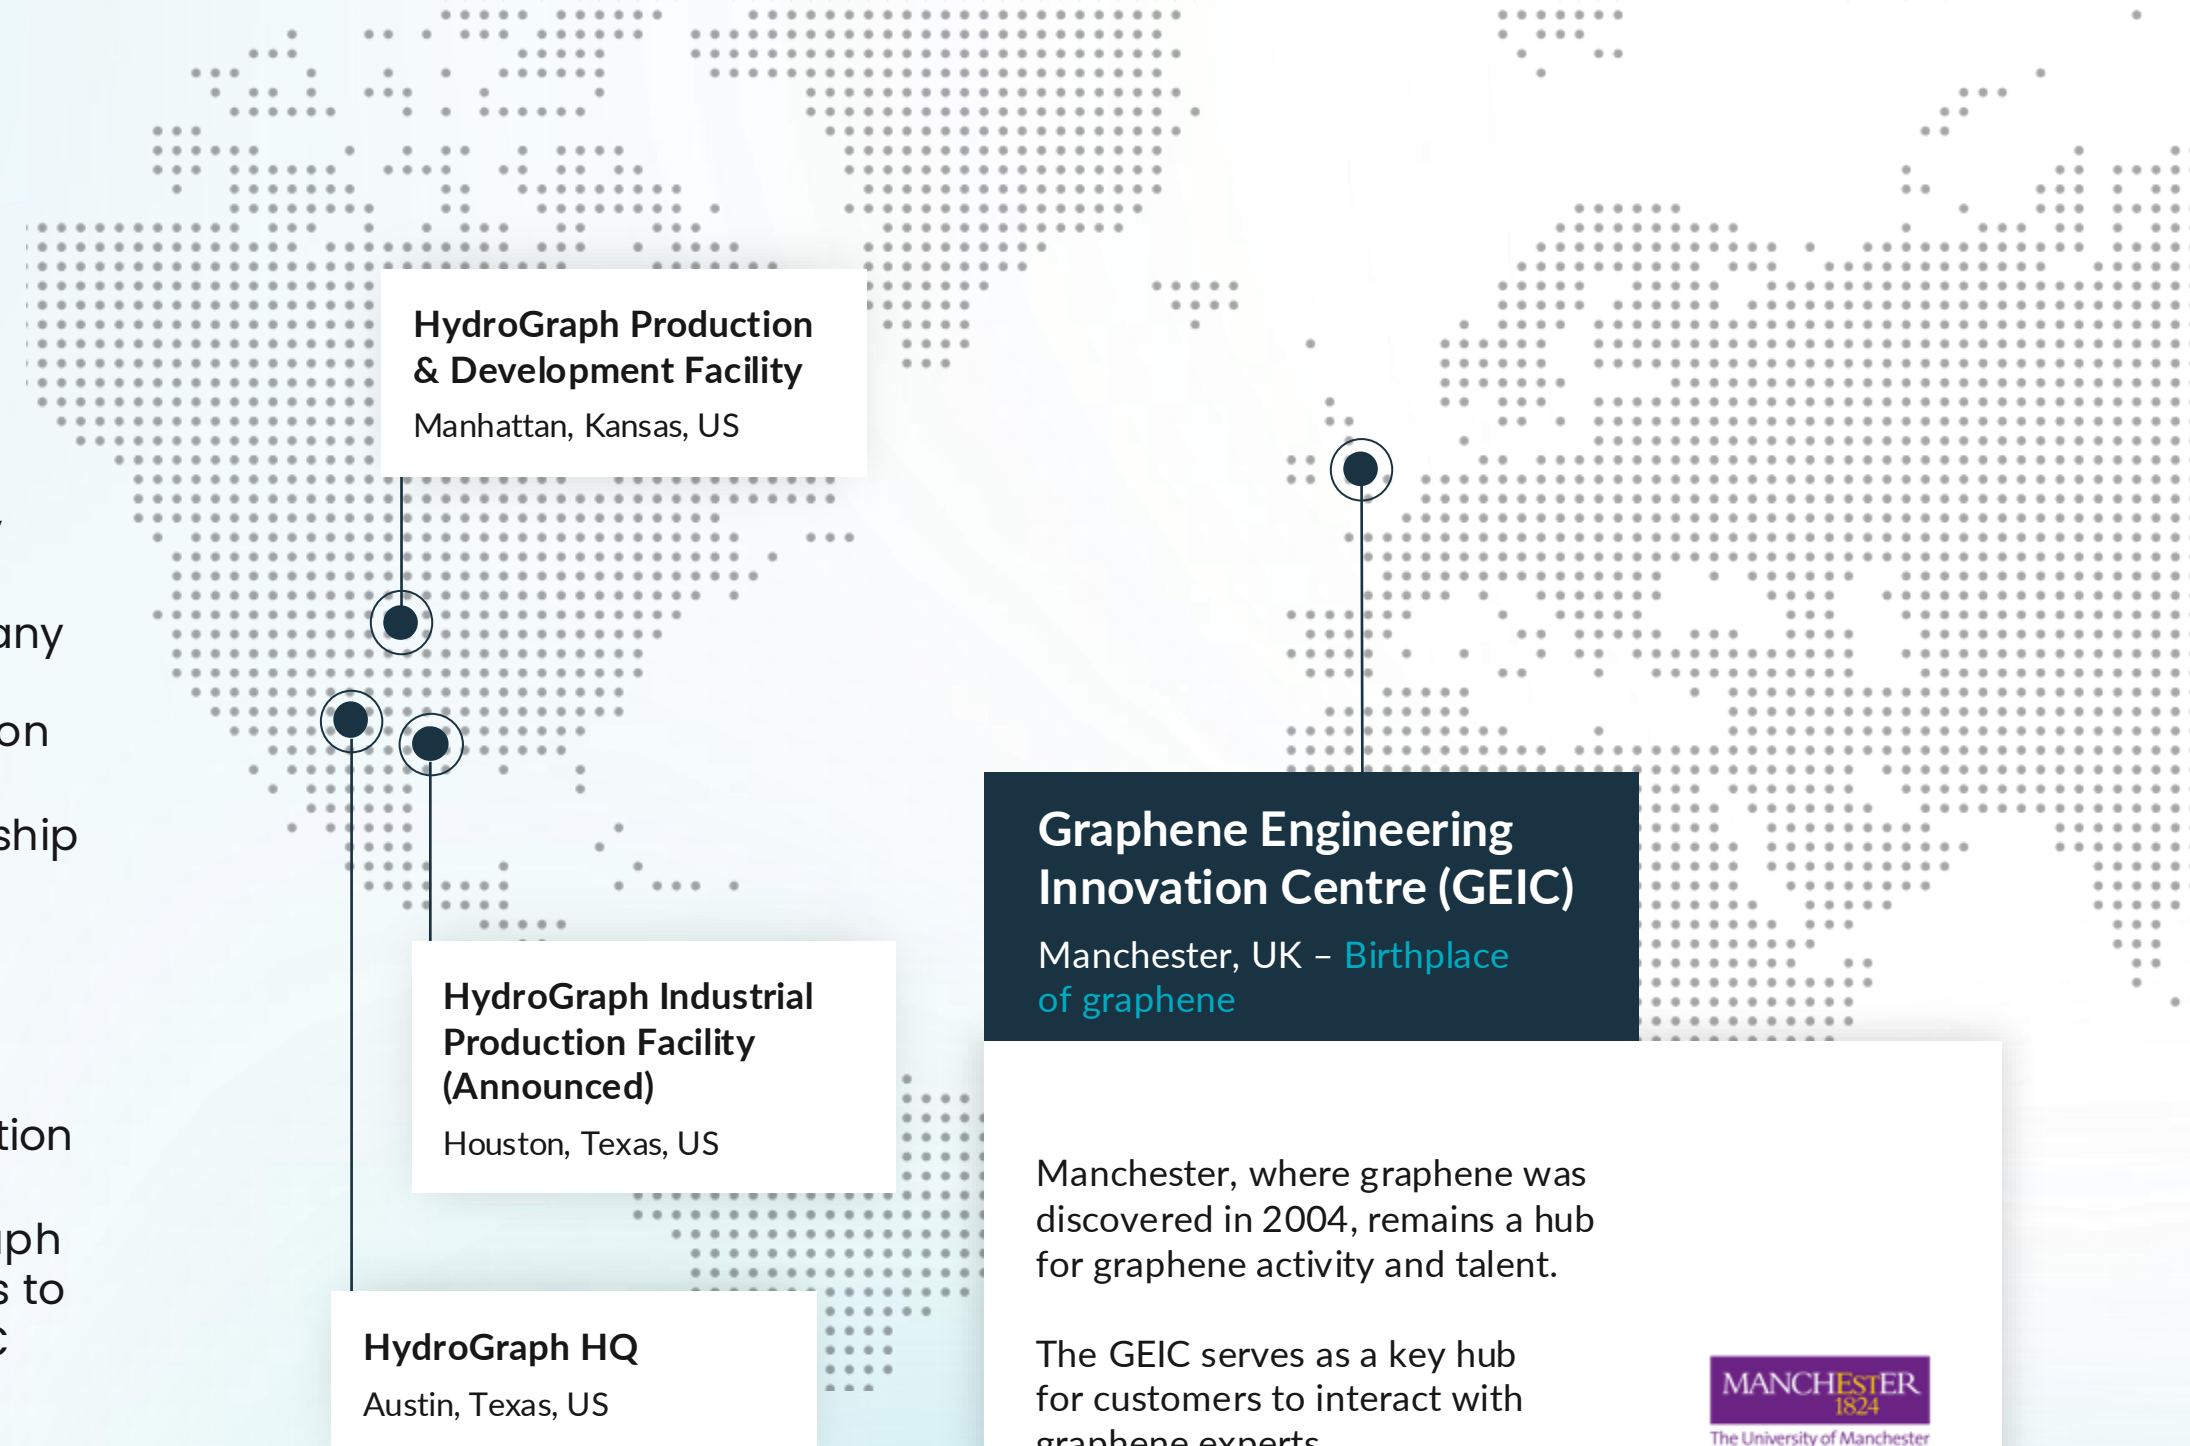 any
on
ship
tion
ph
s to
HydroGraph Production
& Development Facility
Manhattan, Kansas, US
HydroGraph Industrial
Production Facility
(Announced)
Houston, Texas, US
HydroGraph HQ
Austin, Texas, US
Graphene Engineering
Innovation Centre (GEIC)
Manchester, UK – Birthplace
of graphene
Manchester, where graphene was
discovered in 2004, remains a hub
for graphene activity and talent.
The GEIC serves as a key hub
for customers to interact with
graphene experts
MANCHESTER
1824
The University of Manchester